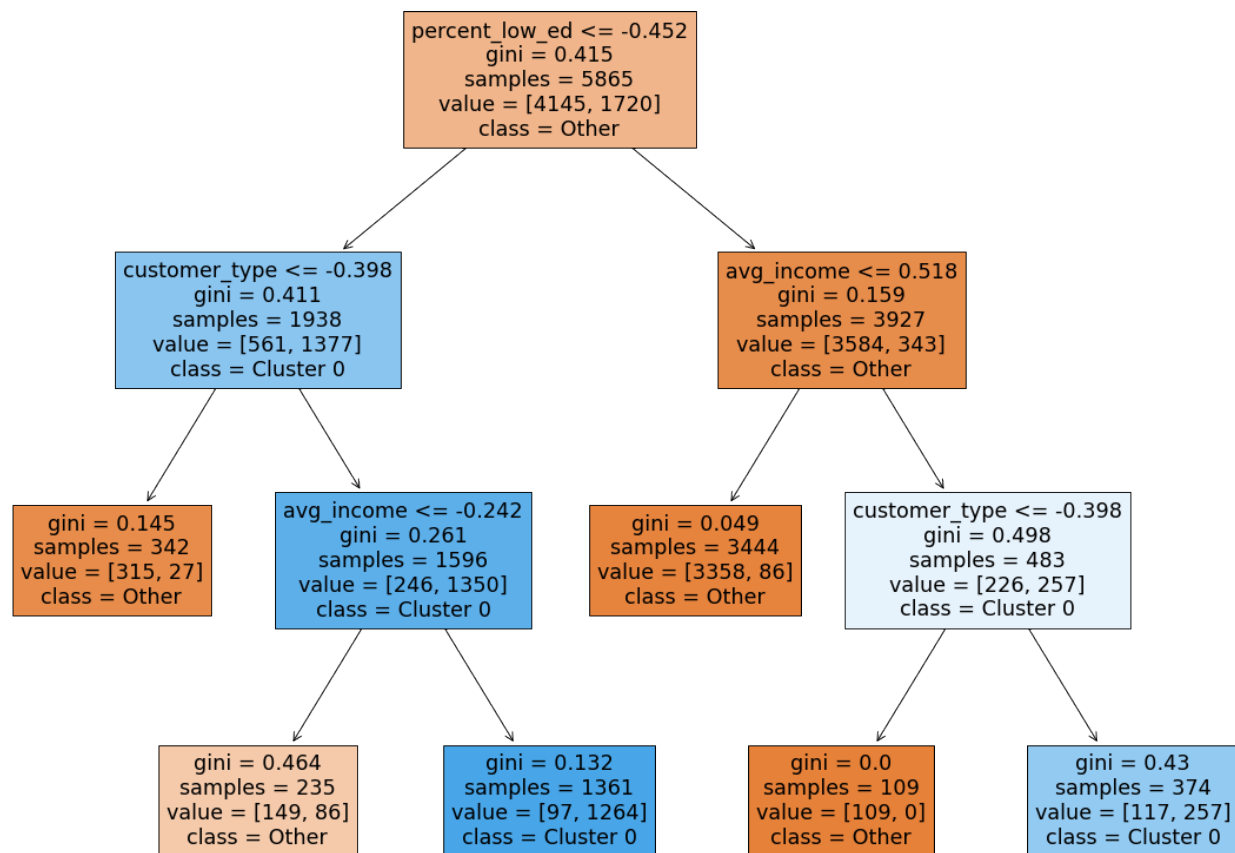 percent_low_ed <= -0.452
gini = 0.415
samples = 5865
value = [4145, 1720]
class = Other
customer_type <= -0.398
gini = 0.411
samples = 1938
value = [561, 1377]
class = Cluster 0
avg_income <= 0.518
gini = 0.159
samples = 3927
value = [3584, 343]
class = Other
gini = 0.145
samples = 342
value = [315, 27]
class = Other
avg_income <= -0.242
gini = 0.261
samples = 1596
value = [246, 1350]
class = Cluster 0
gini = 0.049
samples = 3444
value = [3358, 86]
class = Other
customer_type <= -0.398
gini = 0.498
samples = 483
value = [226, 257]
class = Cluster 0
gini = 0.464
samples = 235
value = [149, 86]
class = Other
gini = 0.132
samples = 1361
value = [97, 1264]
class = Cluster 0
gini = 0.0
samples = 109
value = [109, 0]
class = Other
gini = 0.43
samples = 374
value = [117, 257]
class = Cluster 0